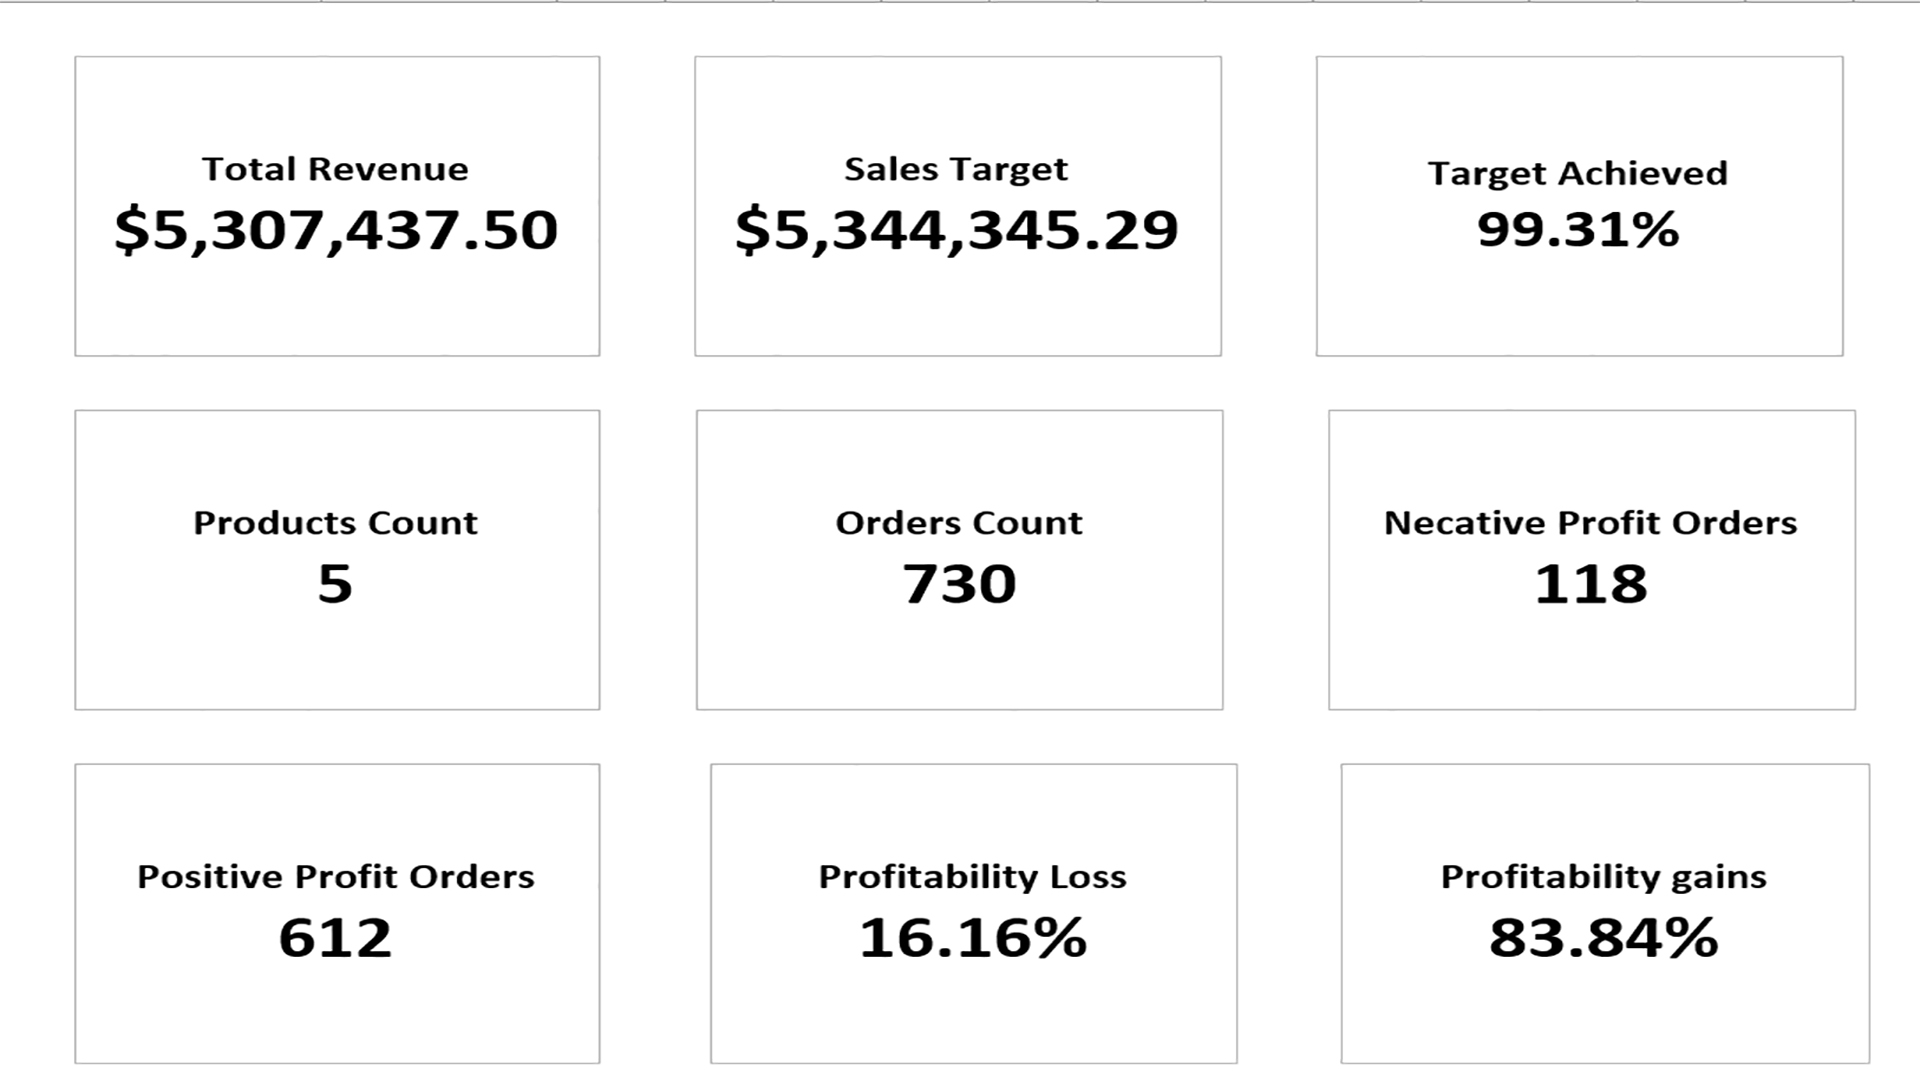 Total Revenue
$5,307,437.50
Sales Target
$5,344,345.29
Target Achieved
99.31%
Products Count
5
Orders Count
730
Necative Profit Orders
118
Positive Profit Orders
612
Profitability Loss
16.16%
Profitability gains
83.84%